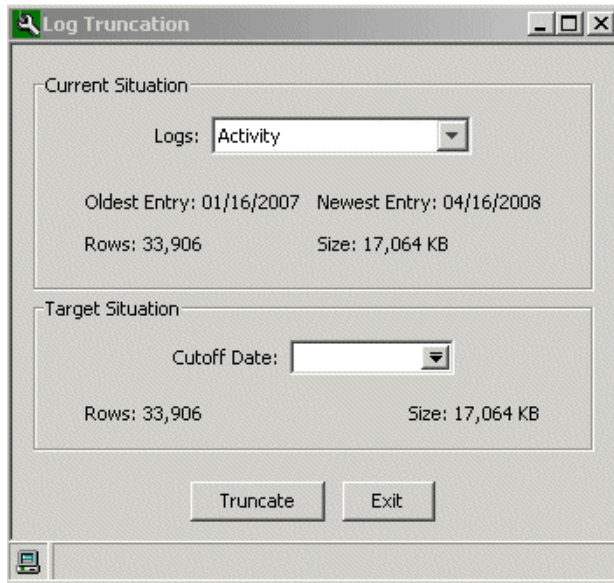 Log Truncation
Current Situation
Logs: Activity
Oldest Entry: 01/16/2007 Newest Entry: 04/16/2008
Rows: 33,906 Size: 17,064 KB
Target Situation
Cutoff Date:
Rows: 33,906 Size: 17,064 KB
Truncate Exit